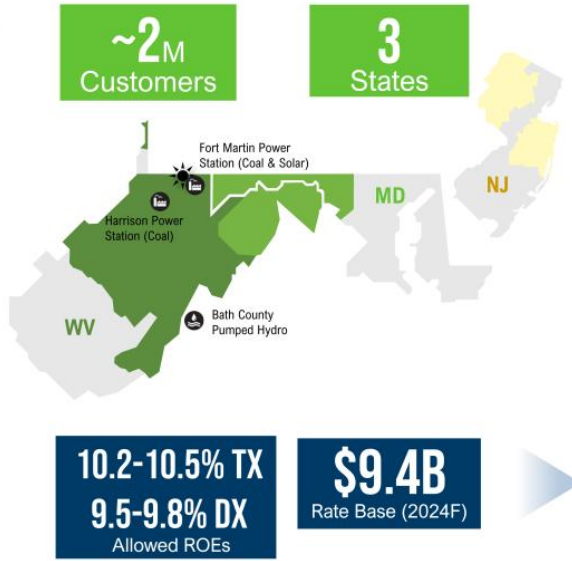 ~2M
Customers
3
States
Fort Martin Power
Station (Coal & Solar)
Harrison Power
Station (Coal)
MD
NJ
WV
Bath County
Pumped Hydro
10.2-10.5% TX
9.5-9.8% DX
Allowed ROEs
$9.4B
Rate Base (2024F)